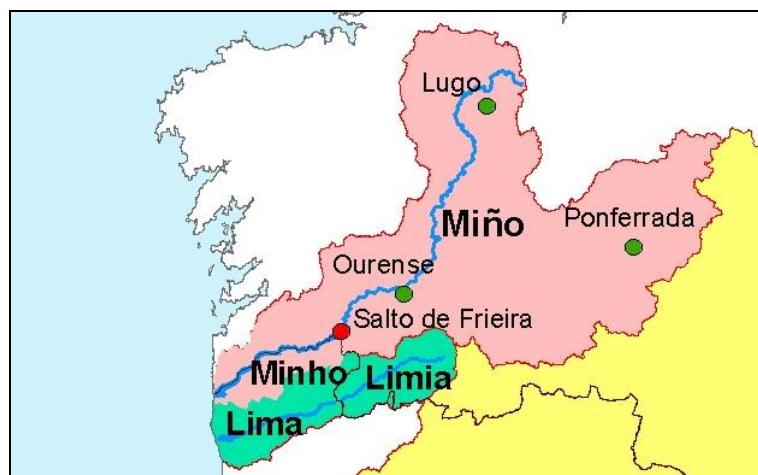 Lugo
Miño
Ponferrada
Ourense
Salto de Frieira
Minho
Limia
Lima